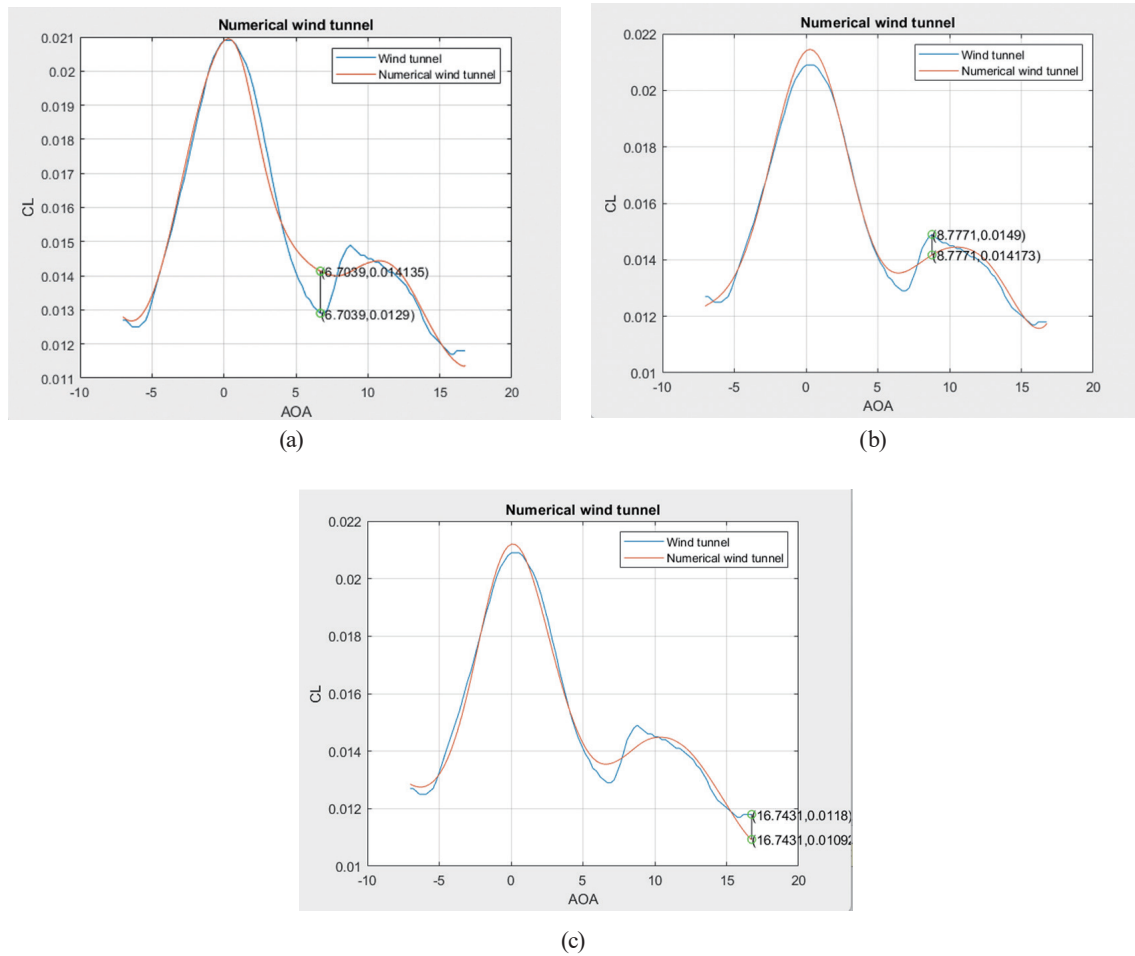 Numerical wind tunnel
0.021
0.02
0.019
0.018
0.017
0.016
0.015
0.014
0.013
0.012
0.011
CL
Wind tunnel
Numerical wind tunnel
(6.7039,0.014135)
(6.7039,0.0129)
-10 -5 0 5 10 15 20
AOA
(a)
Numerical wind tunnel
0.022
0.02
0.018
0.016
0.014
0.012
0.01
CL
Wind tunnel
Numerical wind tunnel
(8.7771,0.0149)
(8.7771,0.014173)
-10 -5 0 5 10 15 20
AOA
(b)
Numerical wind tunnel
0.022
0.02
0.018
0.016
0.014
0.012
0.01
CL
Wind tunnel
Numerical wind tunnel
(16.7431,0.0118)
(16.7431,0.01092
-10 -5 0 5 10 15 20
AOA
(c)